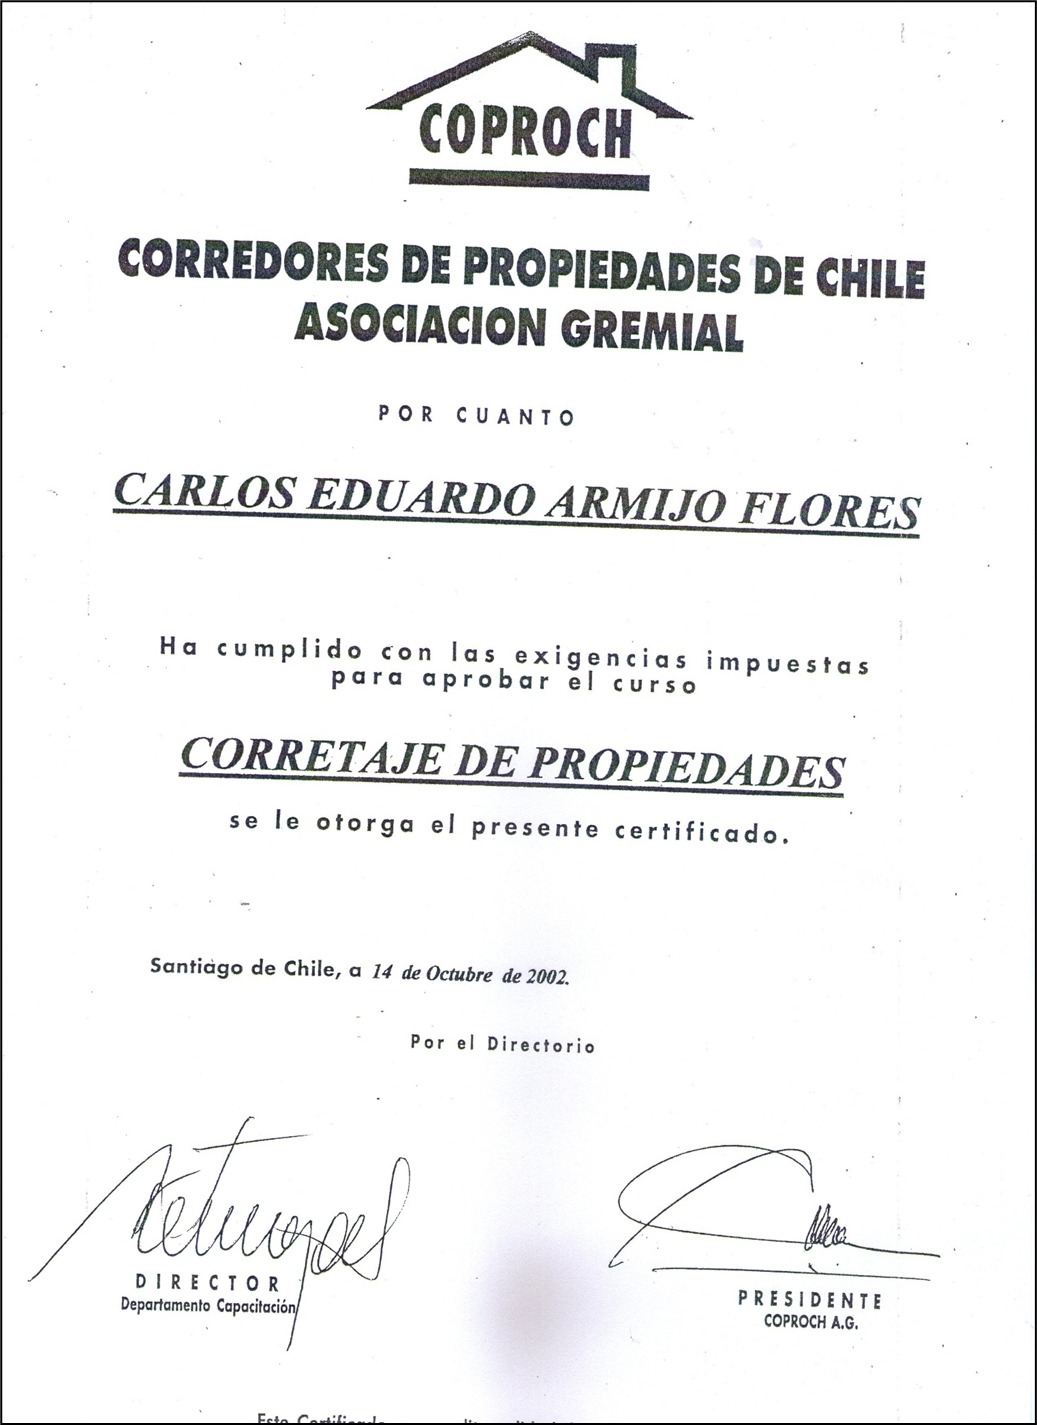 COPROCH
CORREDORES DE PROPIEDADES DE CHILE
ASOCIACION GREMIAL
POR CUANTO
CARLOS EDUARDO ARMIJO FLORES
Ha cumplido con las exigencias impuestas
para aprobar el curso
CORRETAJE DE PROPIEDADES
se le otorga el presente certificado.
Santiago de Chile, a 14 de Octubre de 2002.
Por el Directorio
DIRECTOR
Departamento Capacitación
PRESIDENTE
COPROCH A.G.
Este Certificado